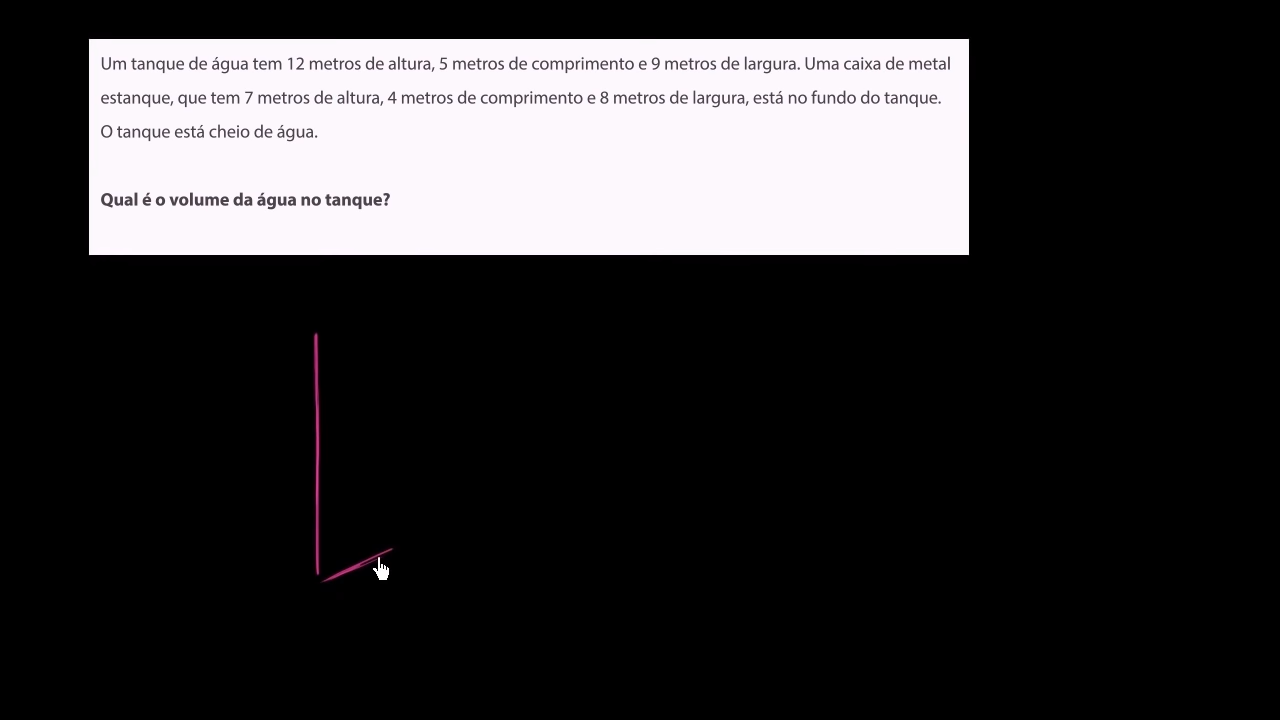 Um tanque de água tem 12 metros de altura, 5 metros de comprimento e 9 metros de largura. Uma caixa de metal
estanque, que tem 7 metros de altura, 4 metros de comprimento e 8 metros de largura, está no fundo do tanque.
O tanque está cheio de água.
Qual é o volume da água no tanque?